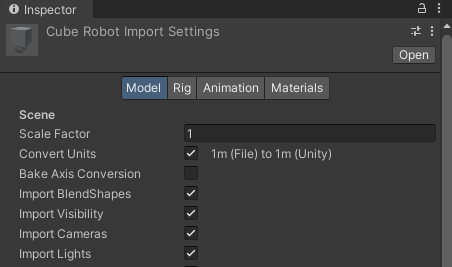 Inspector
Cube Robot Import Settings
Open
Model Rig Animation Materials
Scene
Scale Factor 1
Convert Units 1m (File) to 1m (Unity)
Bake Axis Conversion
Import BlendShapes
Import Visibility
Import Cameras
Import Lights